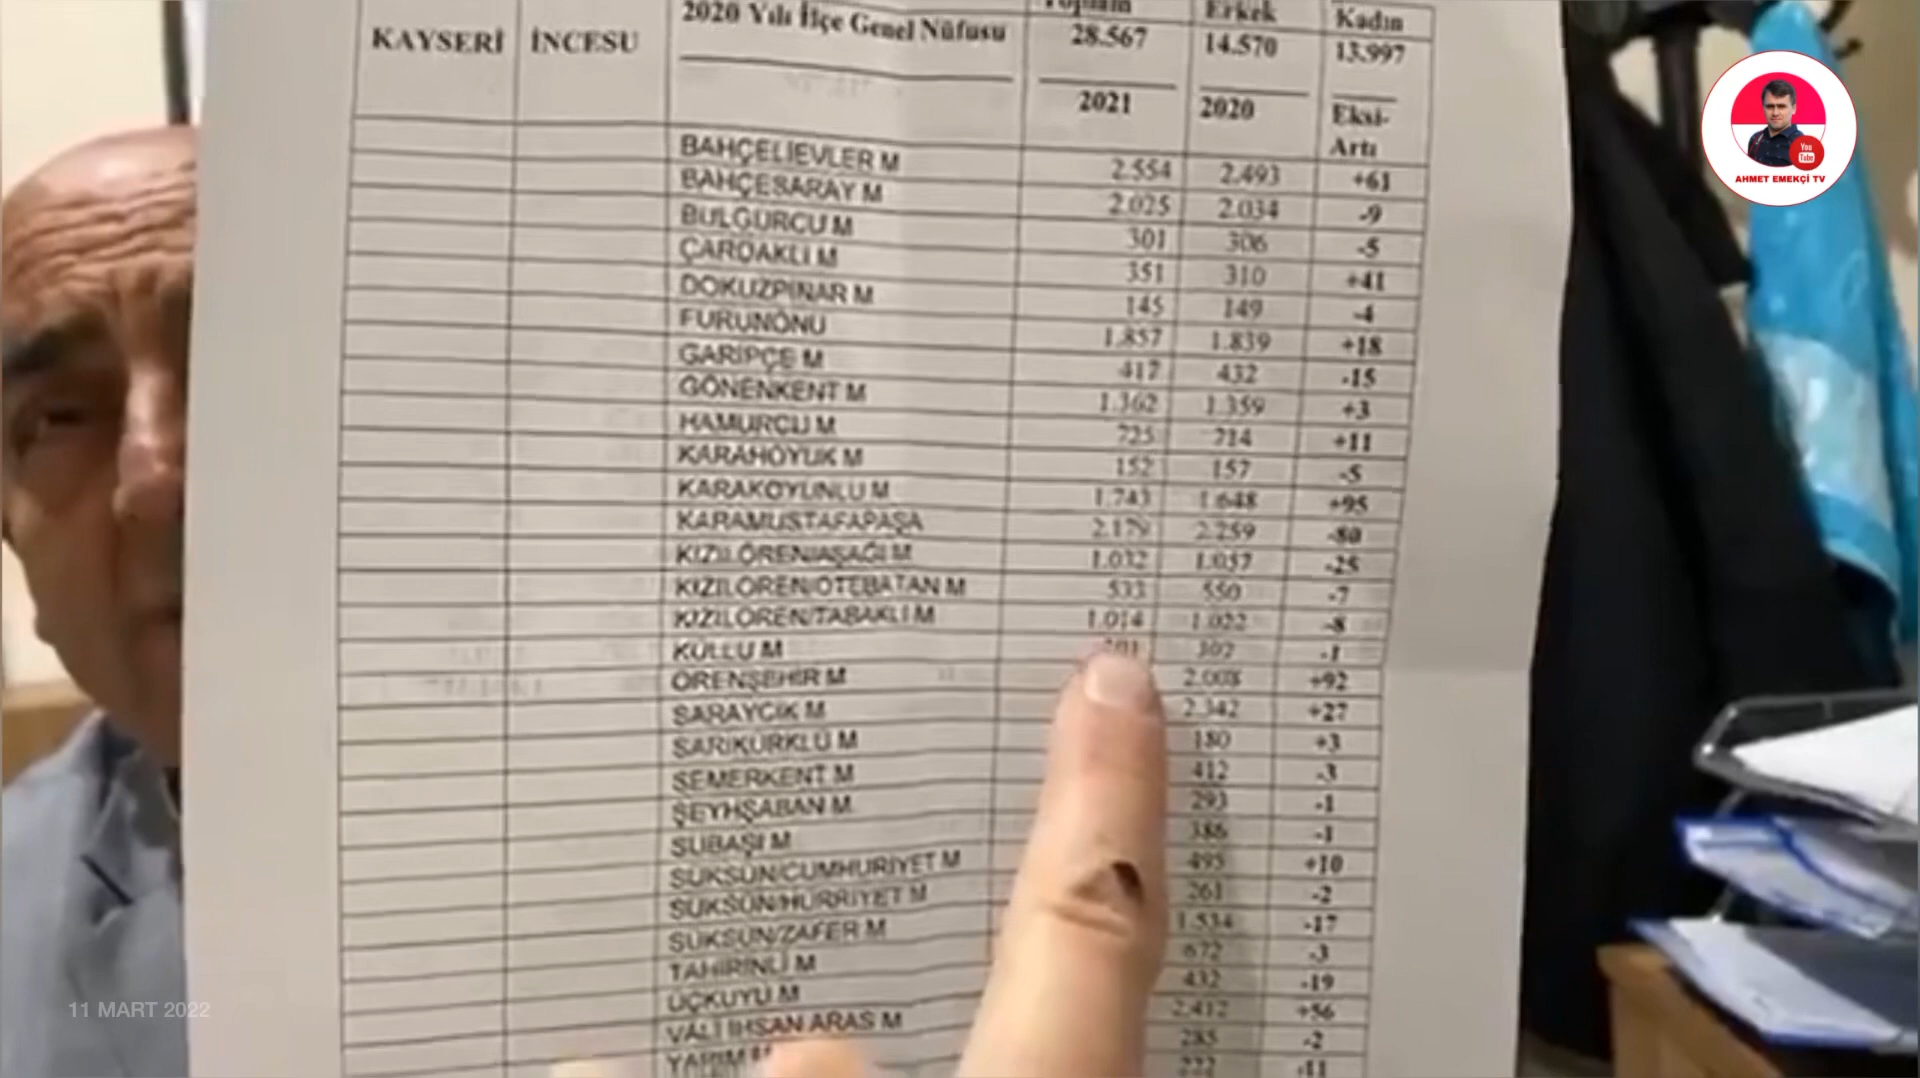 Toplam Erkek Kadın
KAYSERİ İNCESU 2020 Yılı İlçe Genel Nüfusu 28.567 14.570 13.997
2021 2020 Eksi-
Artı
BAHÇELİEVLER M 2.554 2.493 +61
BAHÇESARAY M 2.025 2.034 -9
BULGURCU M 301 306 -5
ÇARDAKLI M 351 310 +41
DOKUZPINAR M 145 149 -4
FURUNÖNÜ 1.857 1.839 +18
GARİPÇE M 417 432 -15
GÖNENKENT M 1.362 1.359 +3
HAMURCU M 725 714 +11
KARAHÖYÜK M 152 157 -5
KARAKOYUNLU M 1.743 1.648 +95
KARAMUSTAFAPAŞA 2.179 2.259 -80
KIZILÖREN/AŞAĞI M 1.032 1.057 -25
KIZILÖREN/ÖTEBATAN M 533 550 -7
KIZILÖREN/TABAKLI M 1.014 1.022 -8
KÜLLÜ M 302 -1
ÖRENŞEHİR M 2.008 +92
SARAYCIK M 2.342 +27
SARIKÜRKLÜ M 180 +3
SEMERKENT M 412 -3
ŞEYHŞABAN M 293 -1
SUBAŞI M 386 -1
SÜKSÜN/CUMHURİYET M 495 +10
SÜKSÜN/HÜRRİYET M 261 -2
SÜKSÜN/ZAFER M 1.534 -17
TAHİRİNLİ M 672 -3
ÜÇKUYU M 432 -19
VALİ İHSAN ARAS M 2.412 +56
YARIM 285 -2
222 -11
You
Tube
AHMET EMEKÇİ TV
11 MART 2022